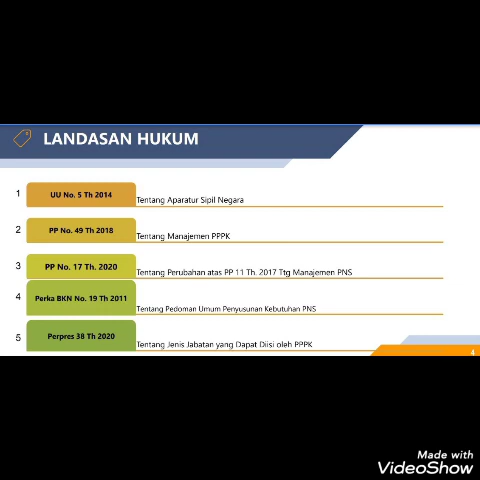 LANDASAN HUKUM
1 UU No. 5 Th 2014 Tentang Aparatur Sipil Negara
2 PP No. 49 Th 2018 Tentang Manajemen PPPK
3 PP No. 17 Th. 2020 Tentang Perubahan atas PP 11 Th. 2017 Ttg Manajemen PNS
4 Perka BKN No. 19 Th 2011 Tentang Pedoman Umum Penyusunan Kebutuhan PNS
5 Perpres 38 Th 2020 Tentang Jenis Jabatan yang Dapat Diisi oleh PPPK
4
Made with
VideoShow